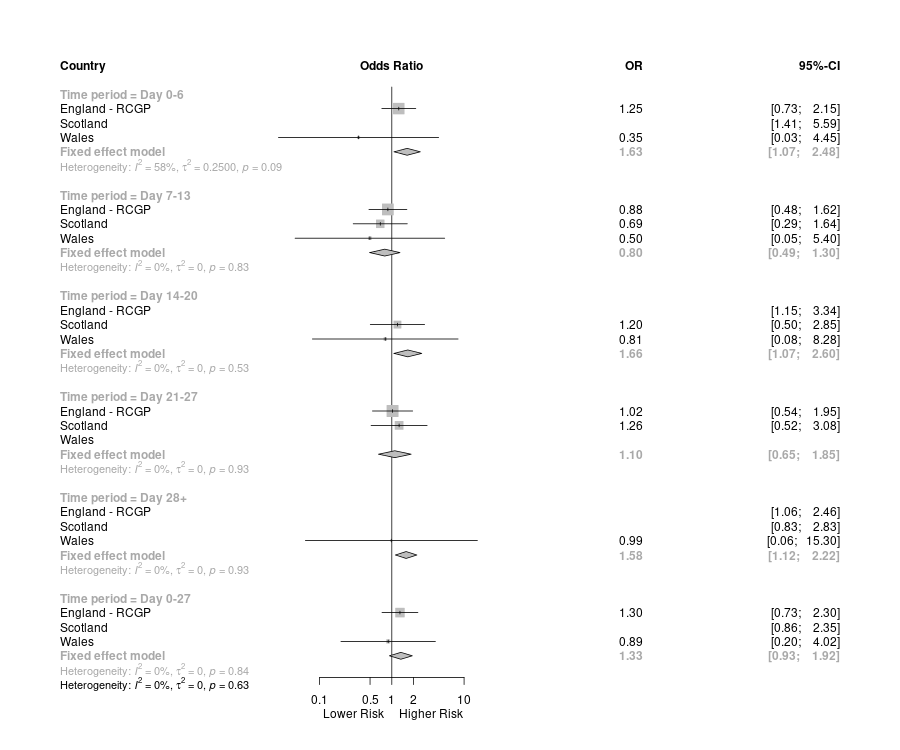 Country Odds Ratio OR 95%-CI
Time period = Day 0-6
England - RCGP 1.25 [0.73; 2.15]
Scotland [1.41; 5.59]
Wales 0.35 [0.03; 4.45]
Fixed effect model 1.63 [1.07; 2.48]
Heterogeneity: I² = 58%, τ² = 0.2500, p = 0.09
Time period = Day 7-13
England - RCGP 0.88 [0.48; 1.62]
Scotland 0.69 [0.29; 1.64]
Wales 0.50 [0.05; 5.40]
Fixed effect model 0.80 [0.49; 1.30]
Heterogeneity: I² = 0%, τ² = 0, p = 0.83
Time period = Day 14-20
England - RCGP [1.15; 3.34]
Scotland 1.20 [0.50; 2.85]
Wales 0.81 [0.08; 8.28]
Fixed effect model 1.66 [1.07; 2.60]
Heterogeneity: I² = 0%, τ² = 0, p = 0.53
Time period = Day 21-27
England - RCGP 1.02 [0.54; 1.95]
Scotland 1.26 [0.52; 3.08]
Wales
Fixed effect model 1.10 [0.65; 1.85]
Heterogeneity: I² = 0%, τ² = 0, p = 0.93
Time period = Day 28+
England - RCGP [1.06; 2.46]
Scotland [0.83; 2.83]
Wales 0.99 [0.06; 15.30]
Fixed effect model 1.58 [1.12; 2.22]
Heterogeneity: I² = 0%, τ² = 0, p = 0.93
Time period = Day 0-27
England - RCGP 1.30 [0.73; 2.30]
Scotland [0.86; 2.35]
Wales 0.89 [0.20; 4.02]
Fixed effect model 1.33 [0.93; 1.92]
Heterogeneity: I² = 0%, τ² = 0, p = 0.84
Heterogeneity: I² = 0%, τ² = 0, p = 0.63
0.1 0.5 1 2 10
Lower Risk Higher Risk